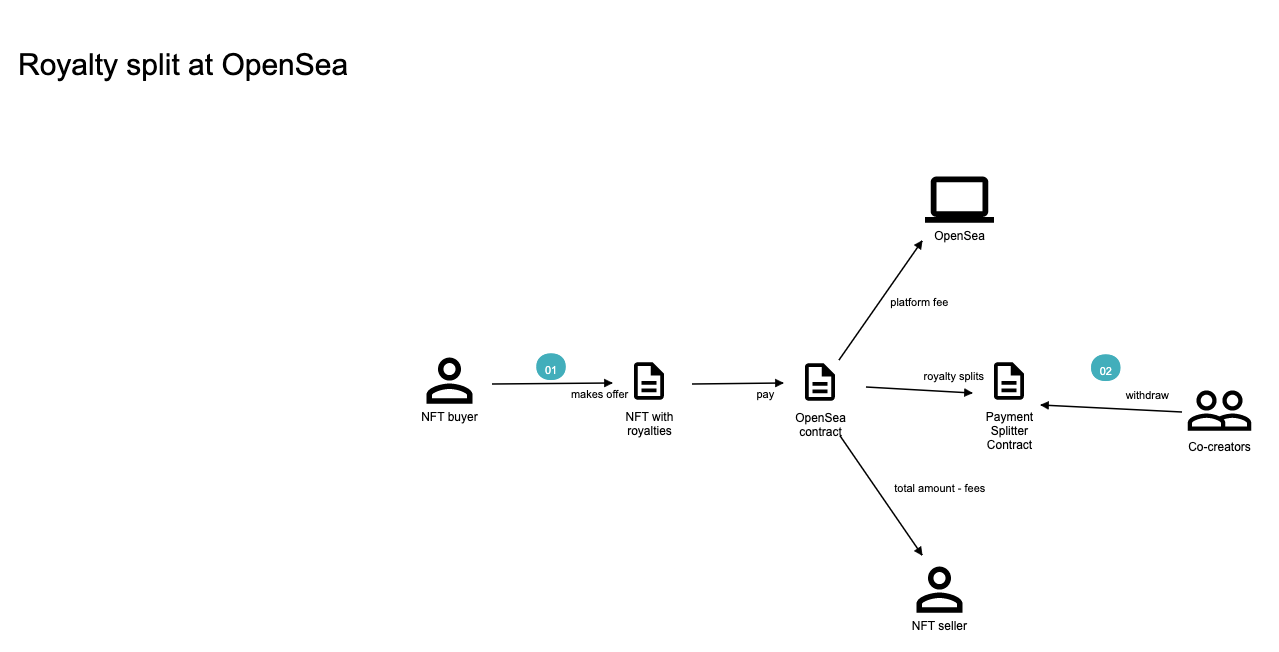 Royalty split at OpenSea
OpenSea
platform fee
01
makes offer
NFT buyer
NFT with
royalties
pay
OpenSea
contract
royalty splits
Payment
Splitter
Contract
02
withdraw
Co-creators
total amount - fees
NFT seller